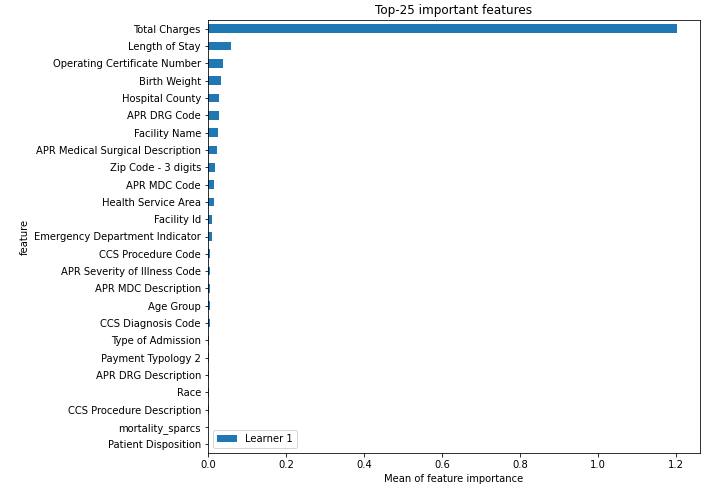 Top-25 important features
Total Charges
Length of Stay
Operating Certificate Number
Birth Weight
Hospital County
APR DRG Code
Facility Name
APR Medical Surgical Description
Zip Code - 3 digits
APR MDC Code
Health Service Area
Facility Id
Emergency Department Indicator
CCS Procedure Code
APR Severity of Illness Code
APR MDC Description
Age Group
CCS Diagnosis Code
Type of Admission
Payment Typology 2
APR DRG Description
Race
CCS Procedure Description
mortality_sparcs
Patient Disposition
feature
Learner 1
0.0 0.2 0.4 0.6 0.8 1.0 1.2
Mean of feature importance